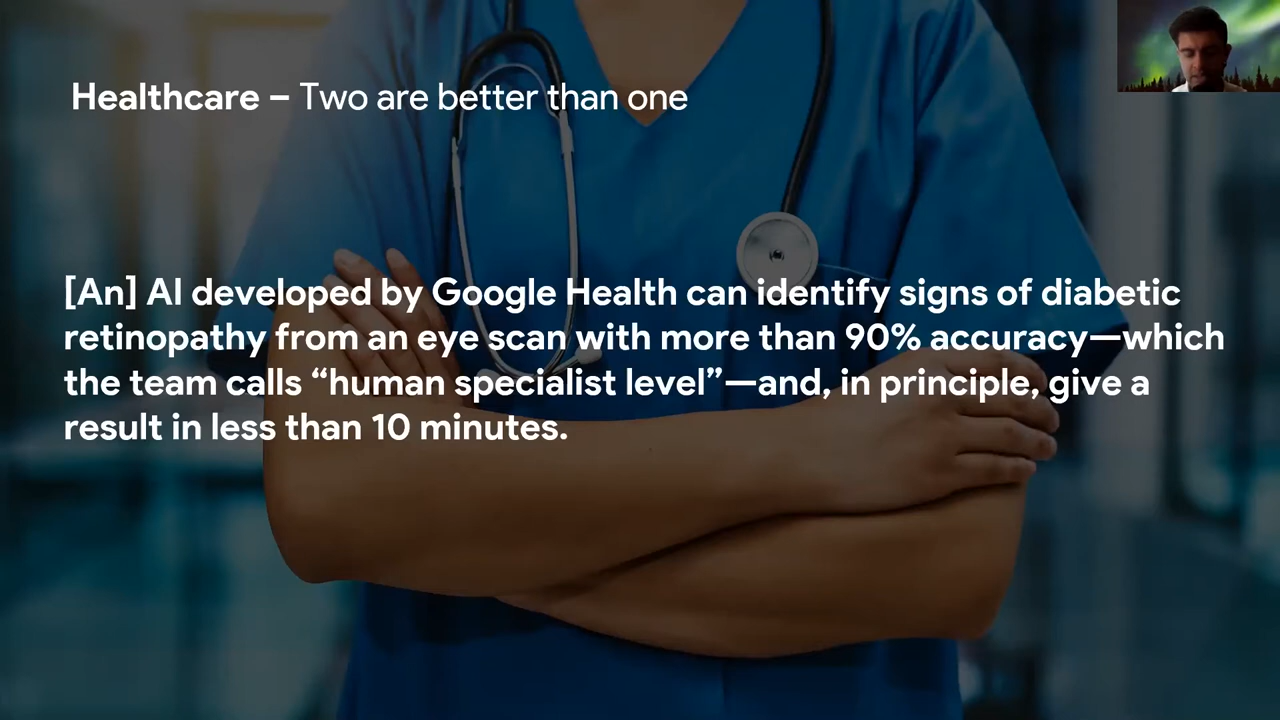 Healthcare – Two are better than one
[An] AI developed by Google Health can identify signs of diabetic
retinopathy from an eye scan with more than 90% accuracy—which
the team calls “human specialist level”—and, in principle, give a
result in less than 10 minutes.